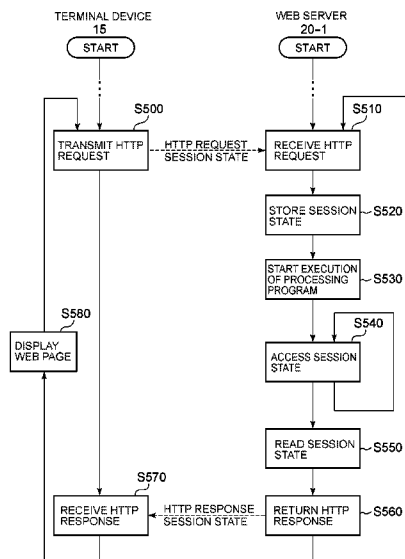 TERMINAL DEVICE
15
START
WEB SERVER
20-1
START
S500
TRANSMIT HTTP
REQUEST
HTTP REQUEST
SESSION STATE
S510
RECEIVE HTTP
REQUEST
S520
STORE SESSION
STATE
S530
START EXECUTION
OF PROCESSING
PROGRAM
S580
DISPLAY
WEB PAGE
S540
ACCESS SESSION
STATE
S550
READ SESSION
STATE
S570
RECEIVE HTTP
RESPONSE
HTTP RESPONSE
SESSION STATE
S560
RETURN HTTP
RESPONSE